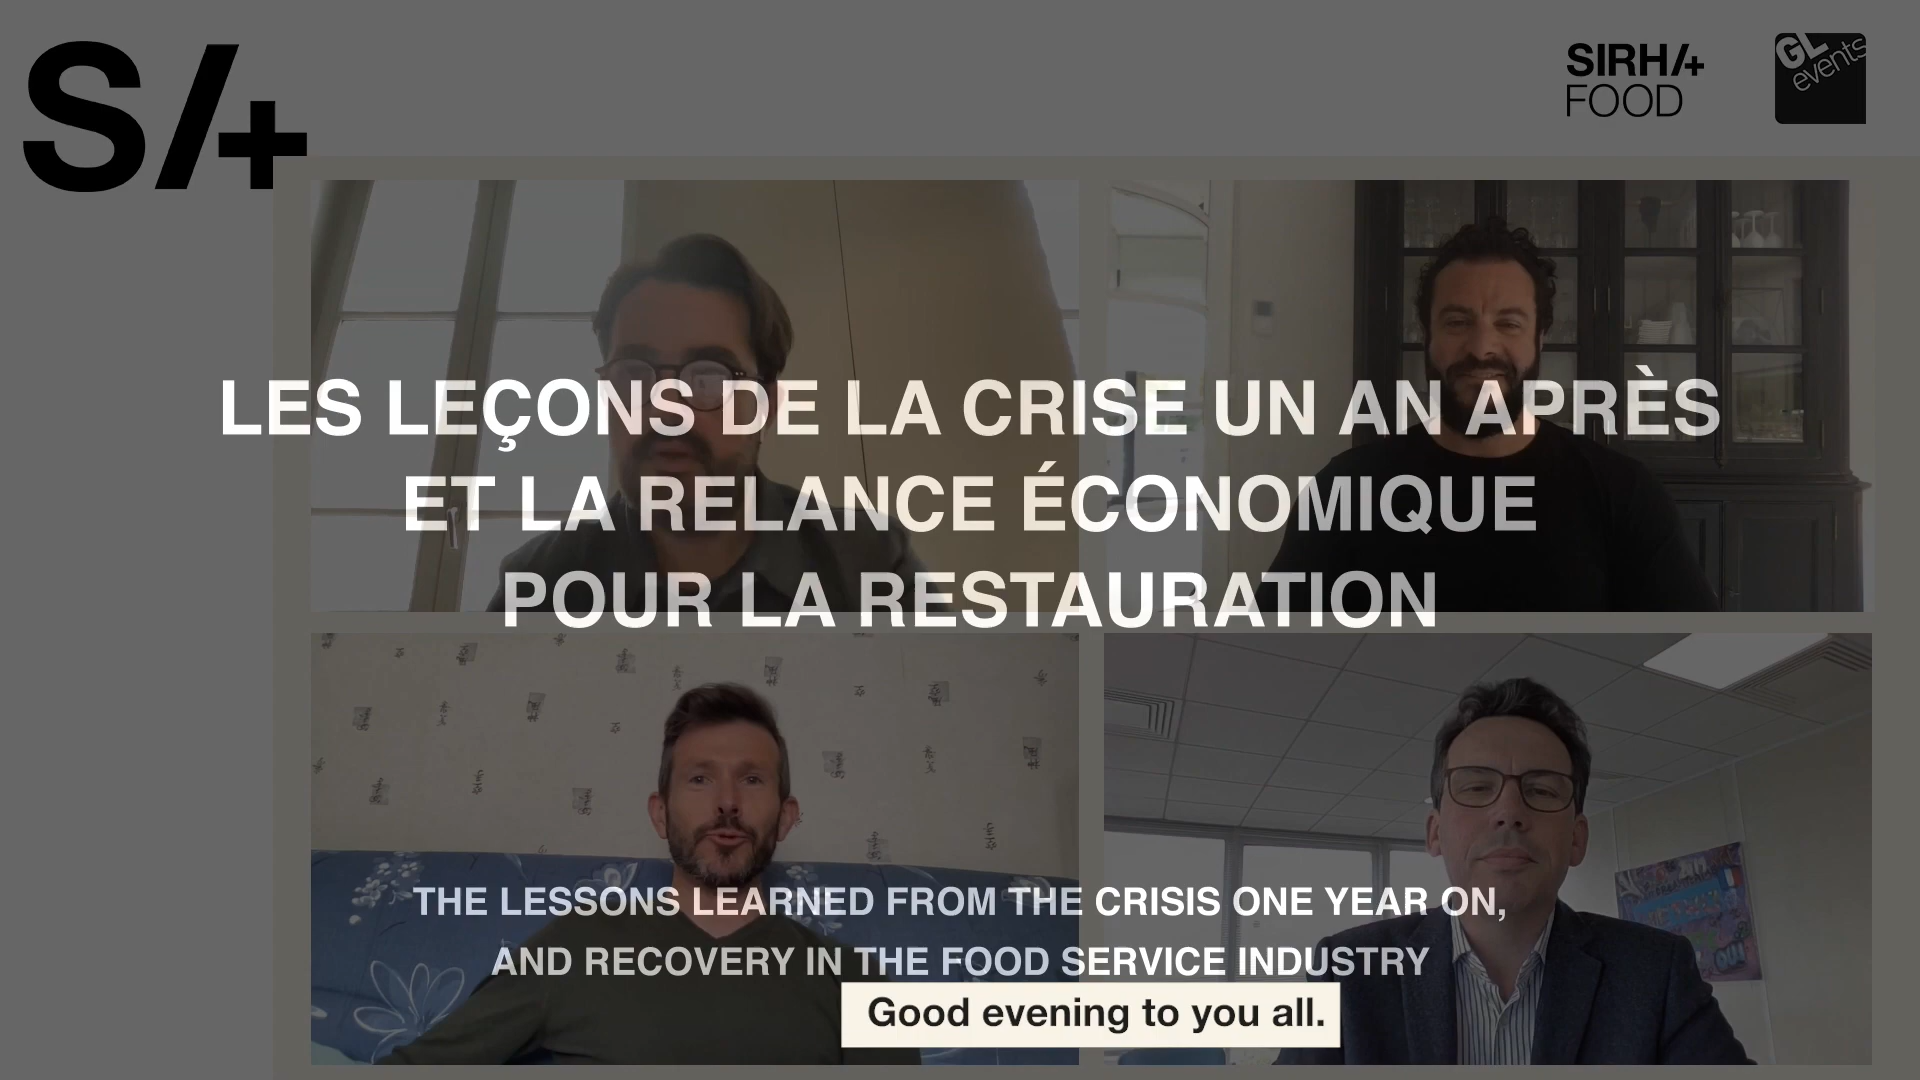 S/+
SIRH/+
FOOD
GL
events
LES LEÇONS DE LA CRISE UN AN APRÈS
ET LA RELANCE ÉCONOMIQUE
POUR LA RESTAURATION
THE LESSONS LEARNED FROM THE CRISIS ONE YEAR ON,
AND RECOVERY IN THE FOOD SERVICE INDUSTRY
Good evening to you all.